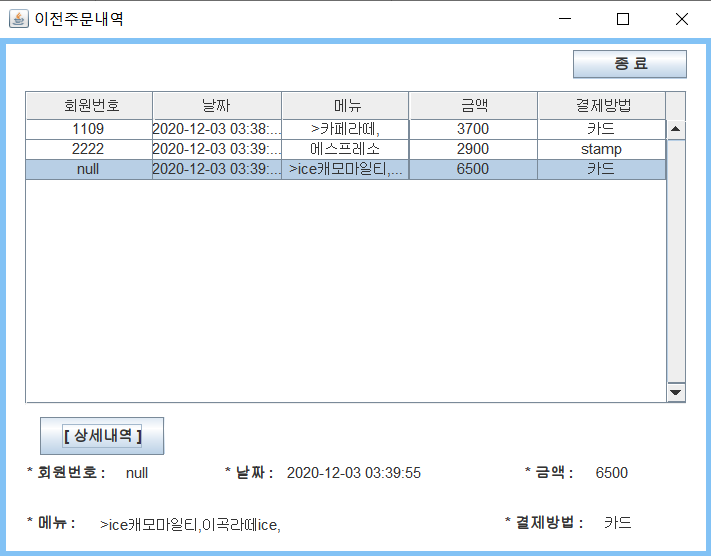 이전주문내역
종 료
회원번호 날짜 메뉴 금액 결제방법
1109 2020-12-03 03:38:... >카페라떼, 3700 카드
2222 2020-12-03 03:39:... 에스프레소 2900 stamp
null 2020-12-03 03:39:... >ice캐모마일티,... 6500 카드
[ 상세내역 ]
* 회원번호 : null * 날짜 : 2020-12-03 03:39:55 * 금액 : 6500
* 메뉴 : >ice캐모마일티,이곡라떼ice, * 결제방법 : 카드